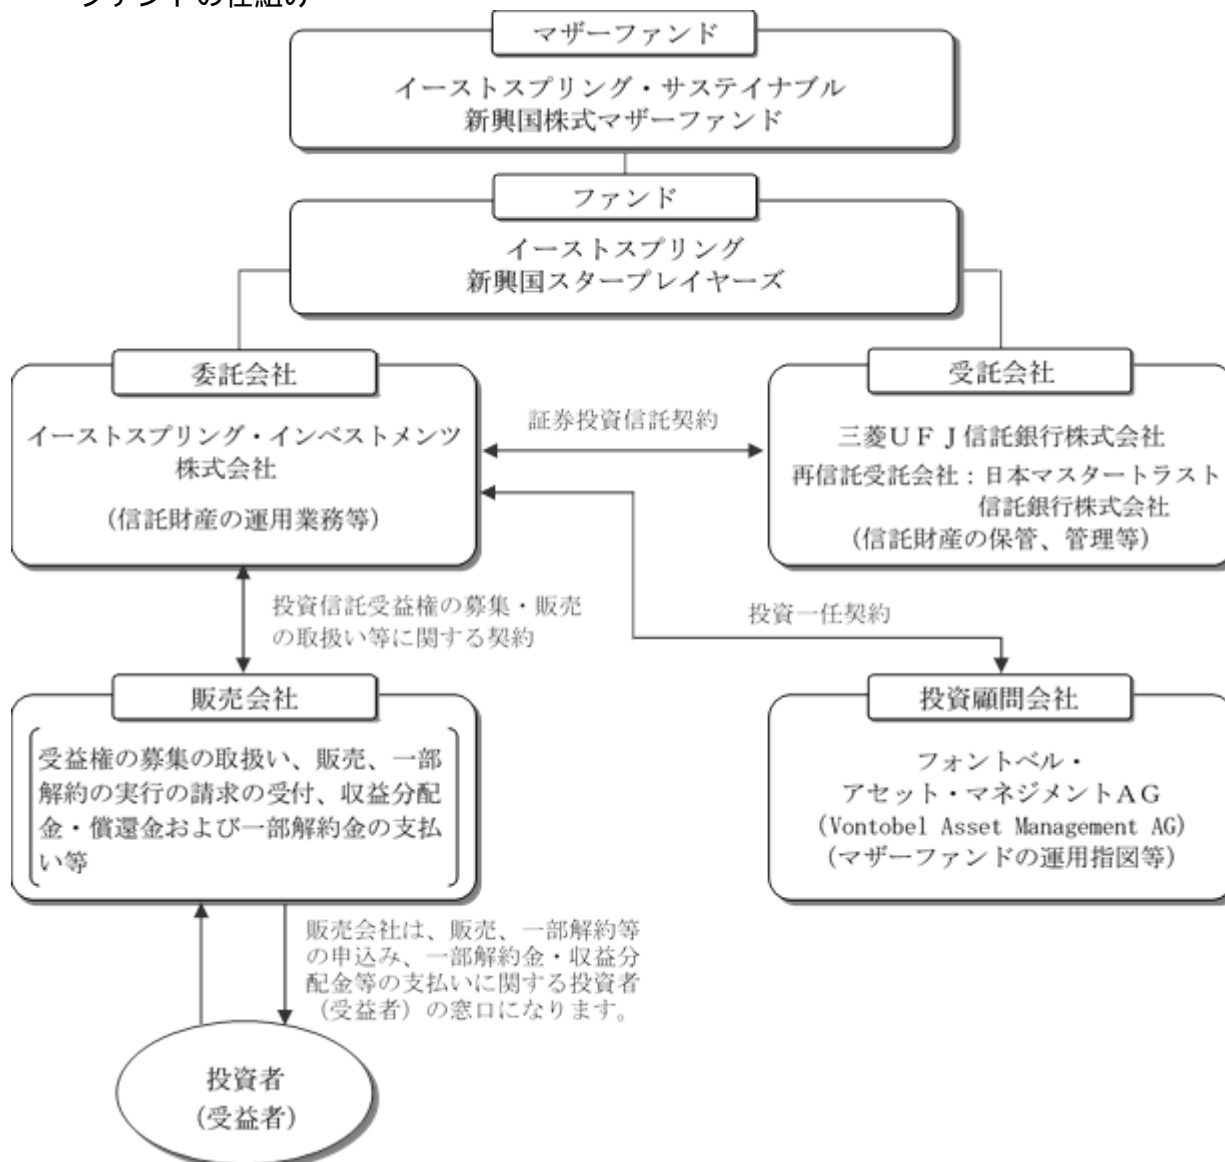 ファンドの仕組み
マザーファンド
イーストスプリング・サステイナブル
新興国株式マザーファンド
ファンド
イーストスプリング
新興国スタープレイヤーズ
委託会社
イーストスプリング・インベストメンツ
株式会社
(信託財産の運用業務等)
証券投資信託契約
受託会社
三菱ＵＦＪ信託銀行株式会社
再信託受託会社：日本マスタートラスト
信託銀行株式会社
(信託財産の保管、管理等)
投資信託受益権の募集・販売
の取扱い等に関する契約
投資一任契約
販売会社
受益権の募集の取扱い、販売、一部
解約の実行の請求の受付、収益分配
金・償還金および一部解約金の支払
い等
投資顧問会社
フォントベル・
アセット・マネジメントＡＧ
(Vontobel Asset Management AG)
(マザーファンドの運用指図等)
販売会社は、販売、一部解約等
の申込み、一部解約金・収益分
配金等の支払いに関する投資者
（受益者）の窓口になります。
投資者
(受益者)